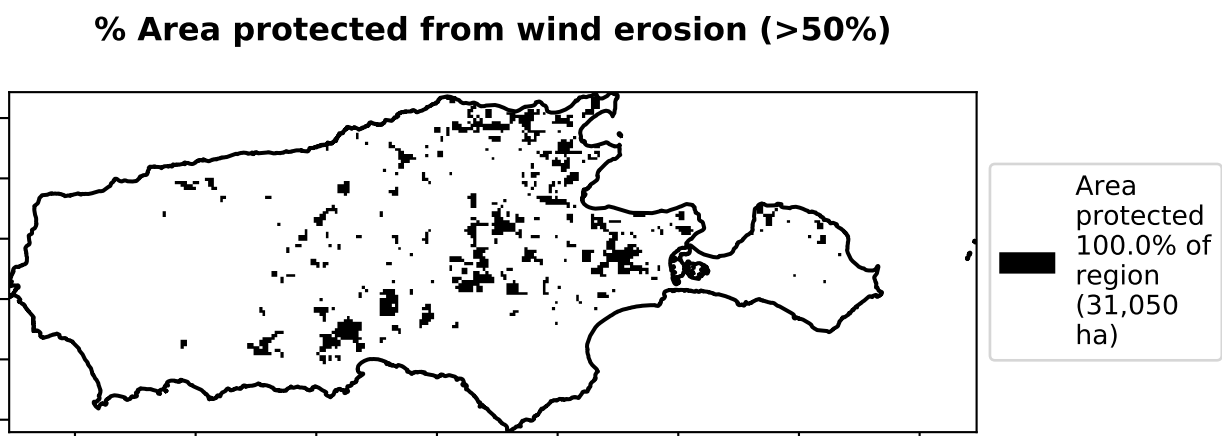 % Area protected from wind erosion (>50%)
Area
protected
100.0% of
region
(31,050
ha)